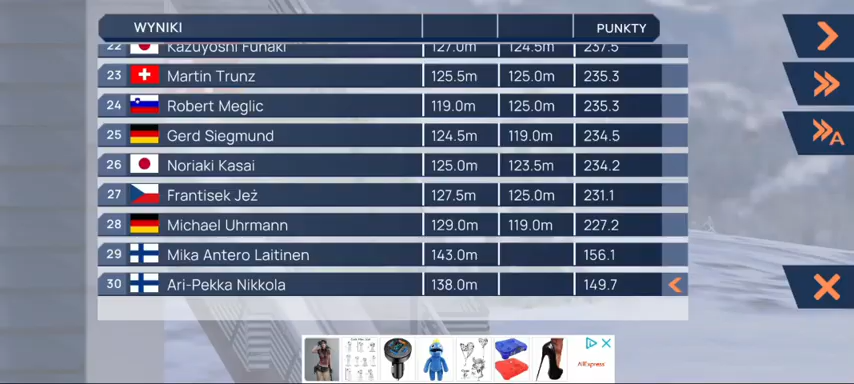 WYNIKI PUNKTY
22 Kazuyoshi Funaki 127.0m 124.5m 237.5
23 Martin Trunz 125.5m 125.0m 235.3
24 Robert Meglic 119.0m 125.0m 235.3
25 Gerd Siegmund 124.5m 119.0m 234.5
26 Noriaki Kasai 125.0m 123.5m 234.2
27 Frantisek Jeż 127.5m 125.0m 231.1
28 Michael Uhrmann 129.0m 119.0m 227.2
29 Mika Antero Laitinen 143.0m 156.1
30 Ari-Pekka Nikkola 138.0m 149.7
A
AliExpress